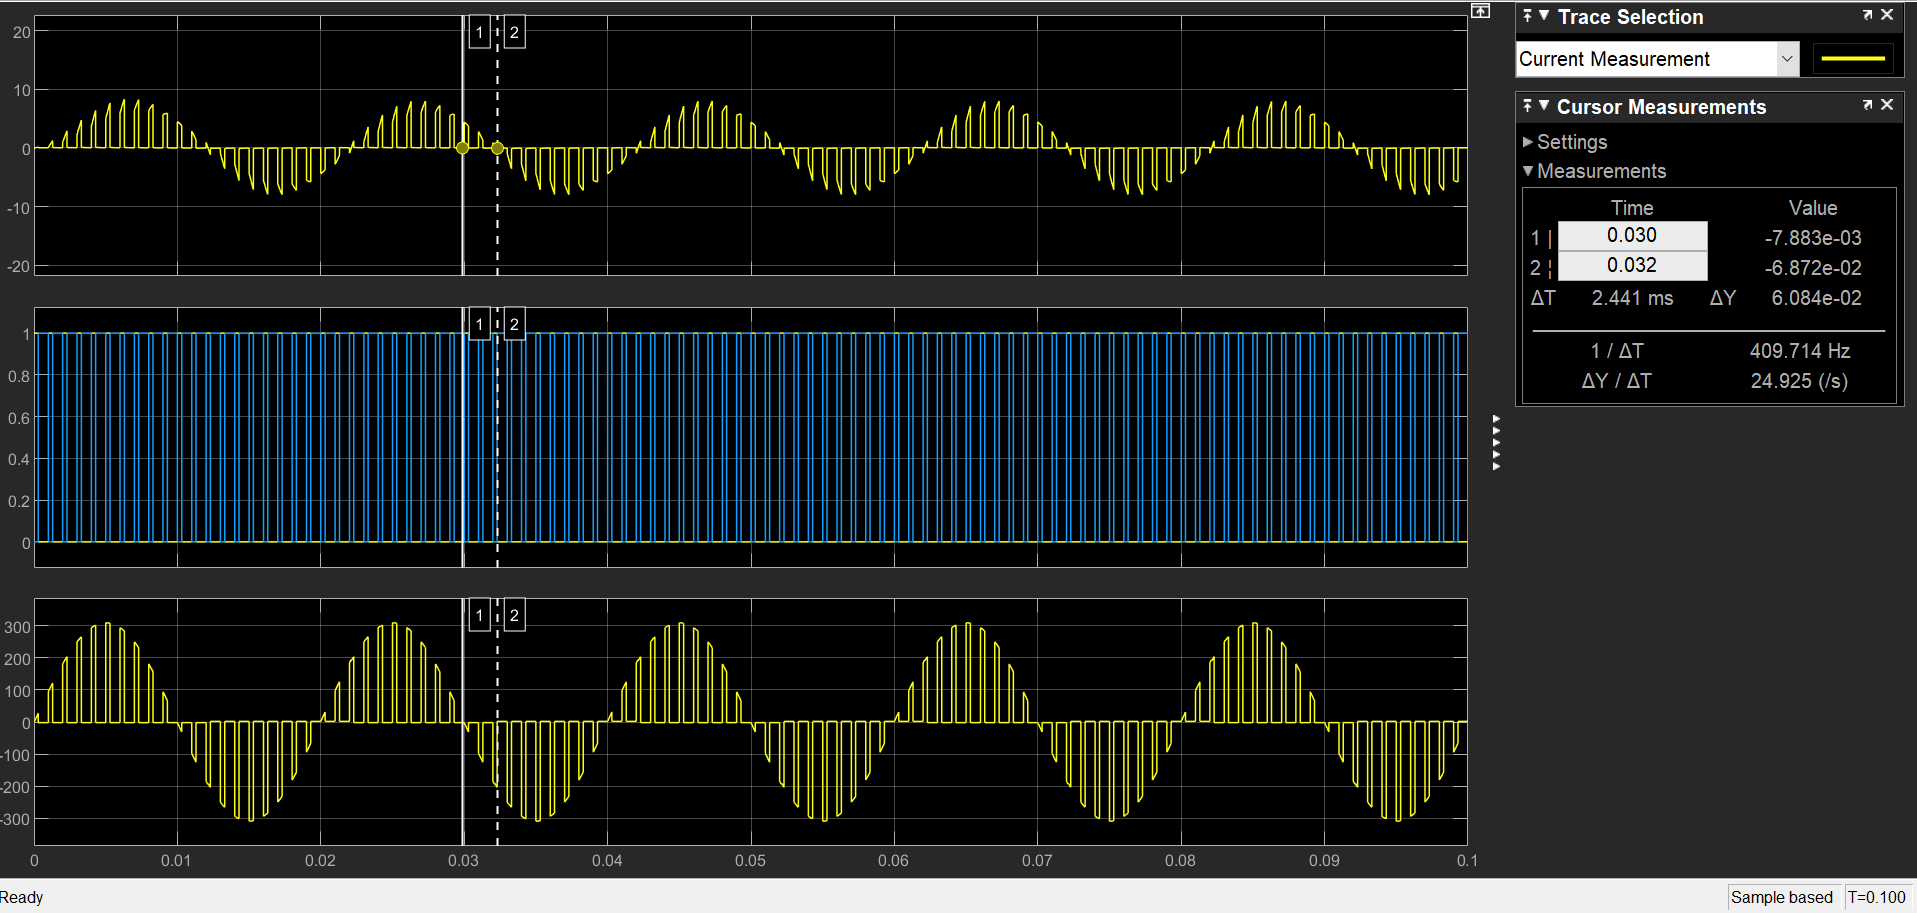 20
10
0
-10
-20
1 2
1
0.8
0.6
0.4
0.2
0
1 2
300
200
100
0
-100
-200
-300
1 2
0 0.01 0.02 0.03 0.04 0.05 0.06 0.07 0.08 0.09 0.1
Trace Selection
Current Measurement
Cursor Measurements
Settings
Measurements
Time Value
1 | 0.030 -7.883e-03
2 ¦ 0.032 -6.872e-02
ΔT 2.441 ms ΔY 6.084e-02
1 / ΔT 409.714 Hz
ΔY / ΔT 24.925 (/s)
Ready
Sample based T=0.100